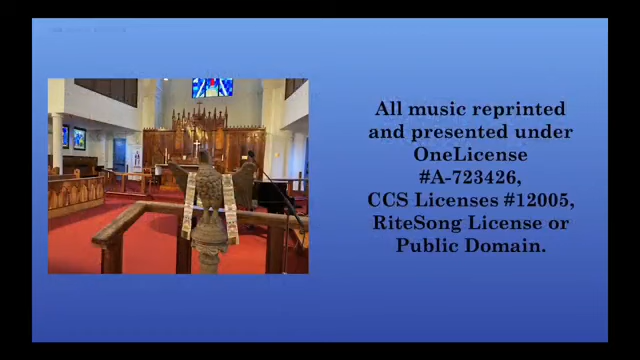 All music reprinted
and presented under
OneLicense
#A-723426,
CCS Licenses #12005,
RiteSong License or
Public Domain.